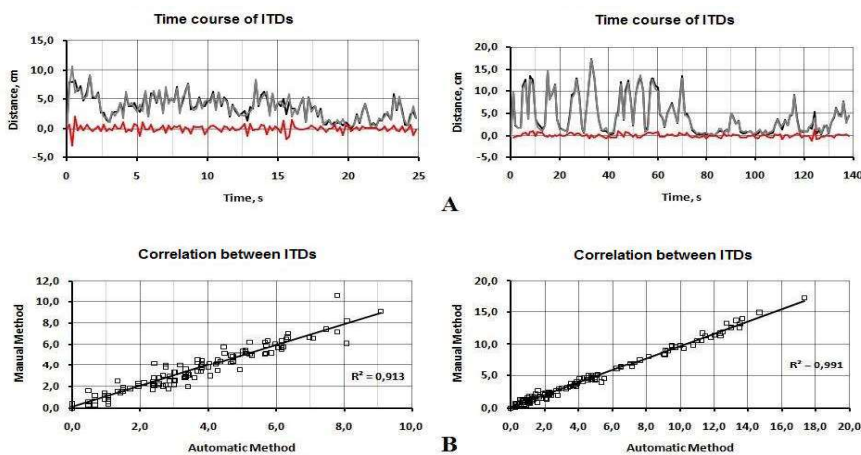 Time course of ITDs
Distance, cm
15,0
10,0
5,0
0,0
-5,0
0 5 10 15 20 25
Time, s
Time course of ITDs
Distance, cm
20,0
15,0
10,0
5,0
0,0
-5,0
0 20 40 60 80 100 120 140
Time, s
A
Correlation between ITDs
Manual Method
12,0
10,0
8,0
6,0
4,0
2,0
0,0
R² = 0,913
0,0 2,0 4,0 6,0 8,0 10,0
Automatic Method
Correlation between ITDs
Manual Method
20,0
15,0
10,0
5,0
0,0
R² = 0,991
0,0 2,0 4,0 6,0 8,0 10,0 12,0 14,0 16,0 18,0 20,0
Automatic Method
B